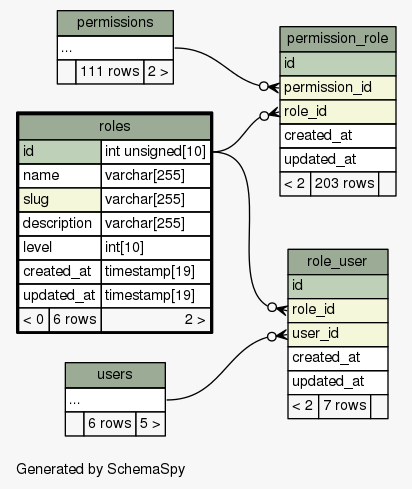 permissions
...
111 rows 2 >
permission_role
id
permission_id
role_id
created_at
updated_at
< 2 203 rows
roles
id int unsigned[10]
name varchar[255]
slug varchar[255]
description varchar[255]
level int[10]
created_at timestamp[19]
updated_at timestamp[19]
< 0 6 rows 2 >
role_user
id
role_id
user_id
created_at
updated_at
< 2 7 rows
users
...
6 rows 5 >
Generated by SchemaSpy